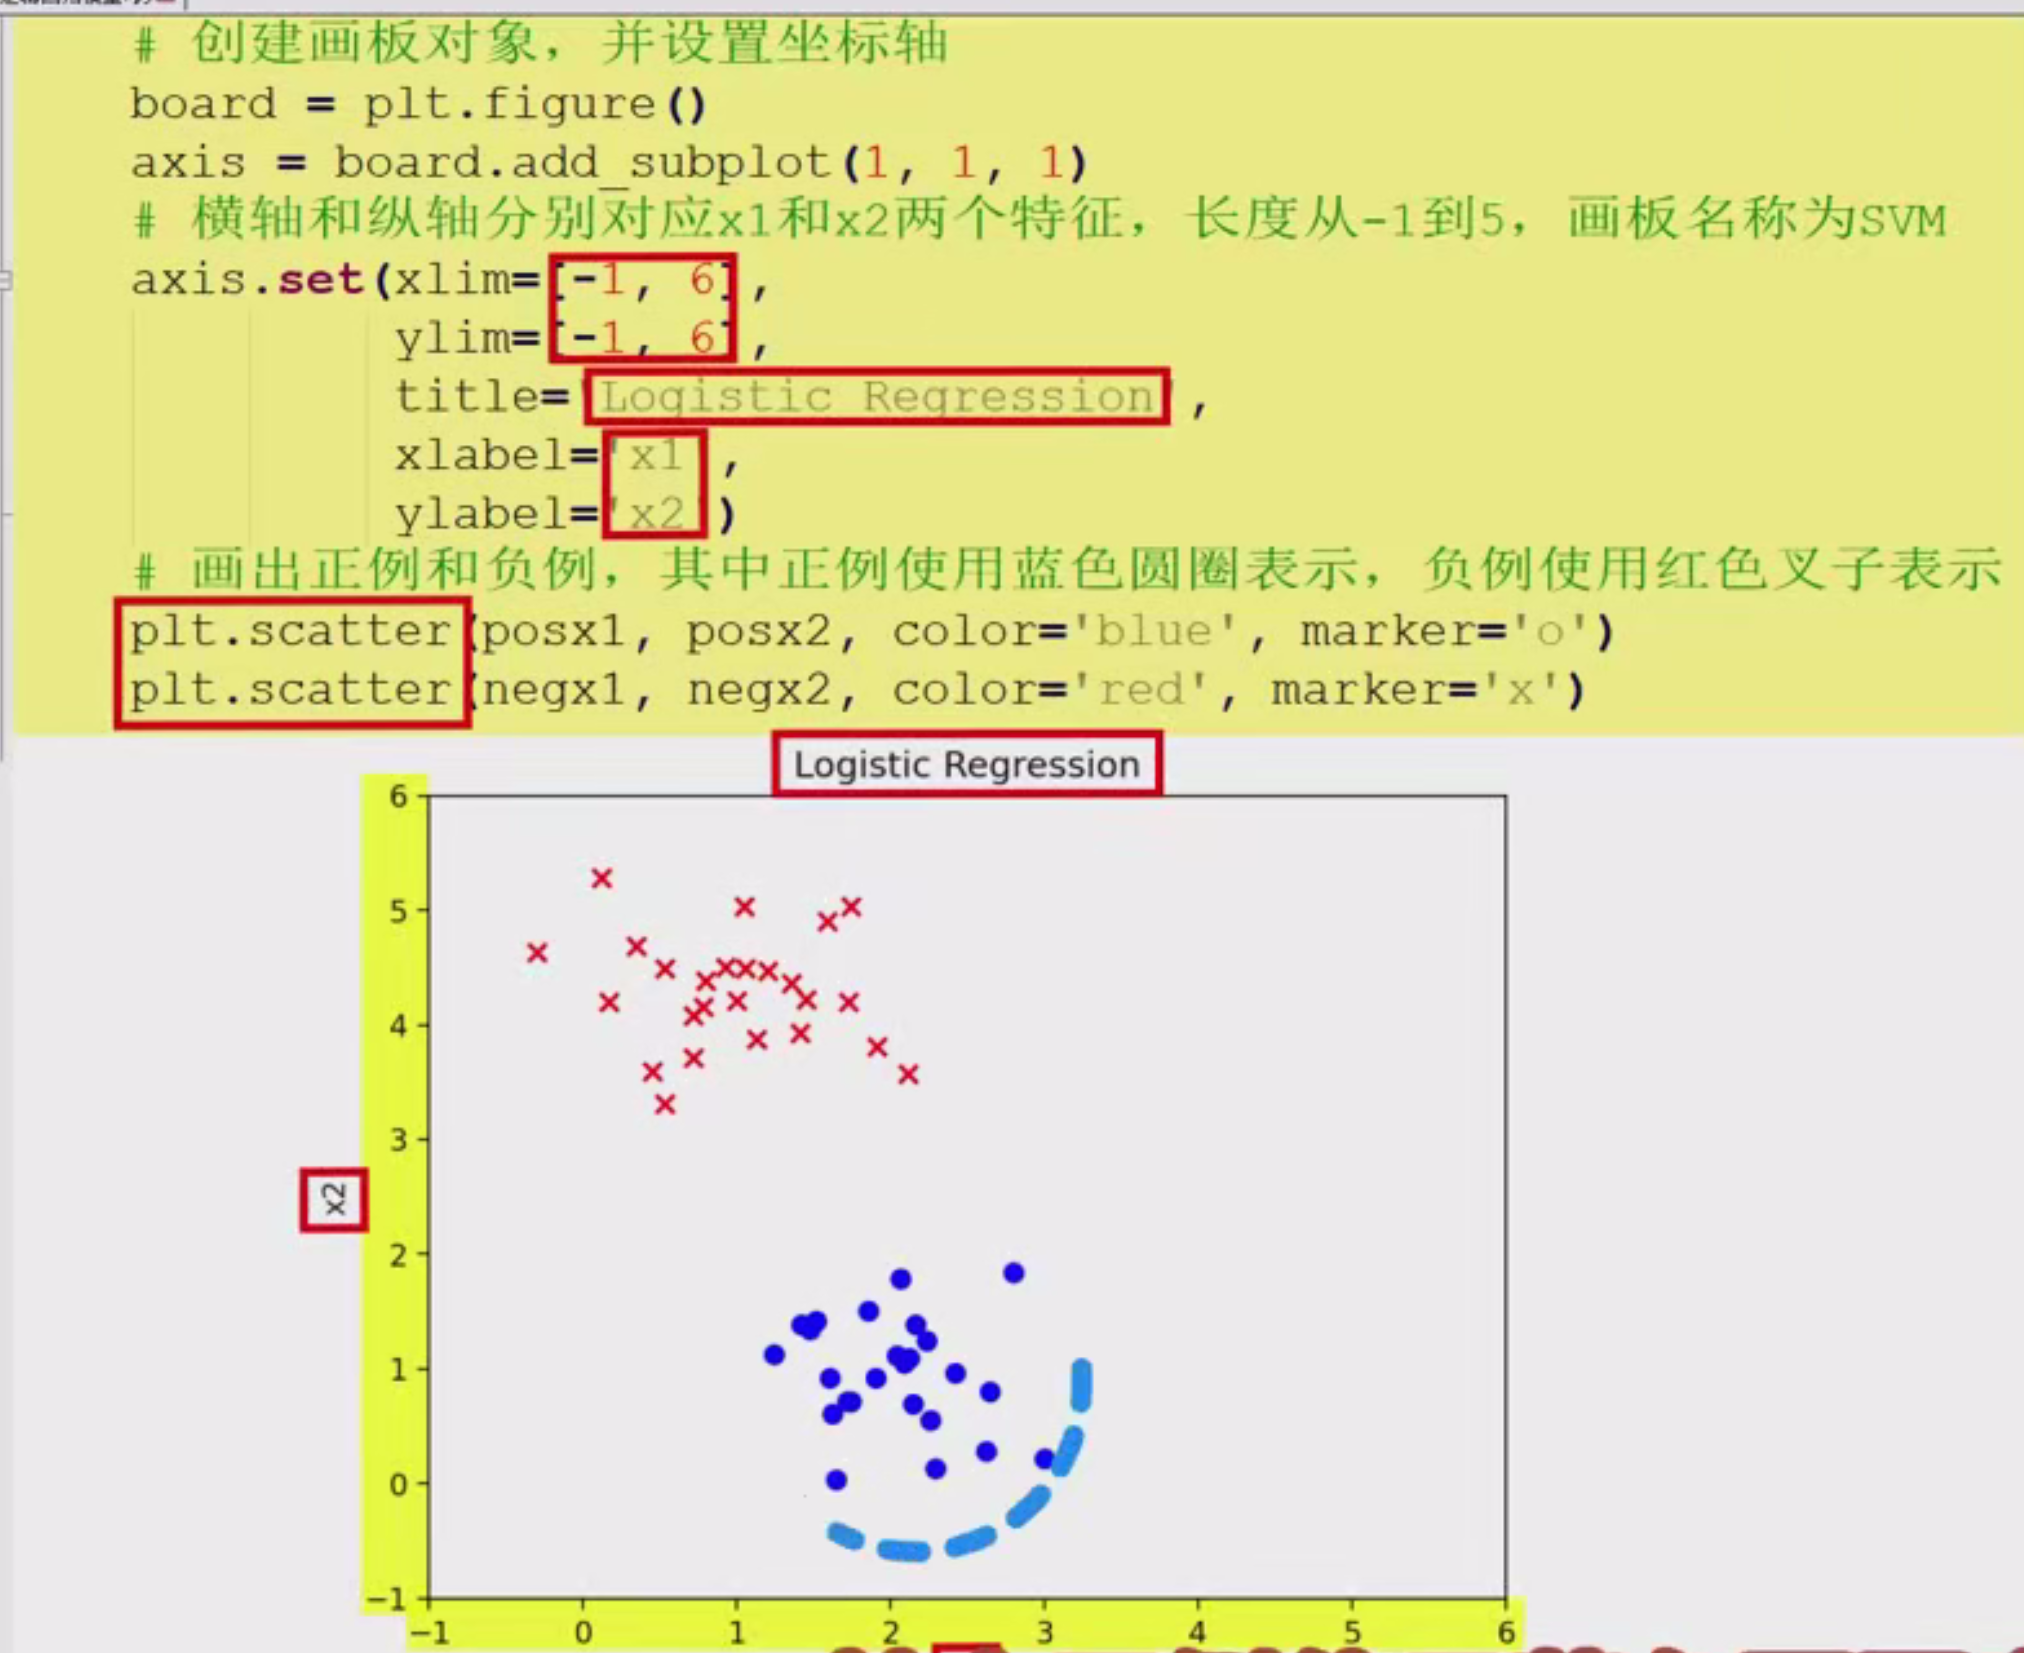 # 创建画板对象，并设置坐标轴
board = plt.figure()
axis = board.add_subplot(1, 1, 1)
# 横轴和纵轴分别对应x1和x2两个特征，长度从-1到5，画板名称为SVM
axis.set(xlim=[-1, 6],
ylim=[-1, 6],
title='Logistic Regression',
xlabel='x1',
ylabel='x2')
# 画出正例和负例，其中正例使用蓝色圆圈表示，负例使用红色叉子表示
plt.scatter(posx1, posx2, color='blue', marker='o')
plt.scatter(negx1, negx2, color='red', marker='x')
Logistic Regression
6
5
4
3
x2
2
1
0
−1
−1 0 1 2 3 4 5 6